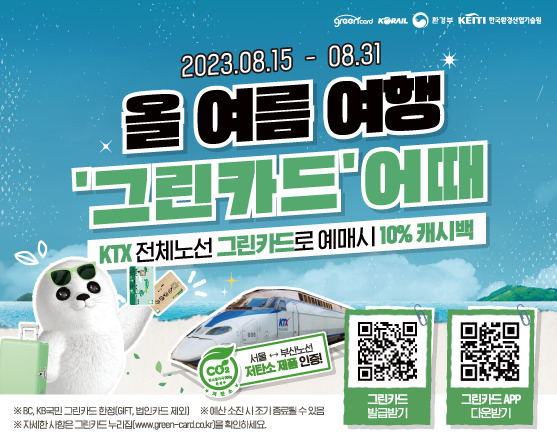 greencard KORAIL 환경부 KEITI 한국환경산업기술원
2023.08.15 - 08.31
올 여름 여행
'그린카드' 어때
KTX 전체노선 그린카드로 예매시 10% 캐시백
KTX
CO2
서울 ↔ 부산노선
저탄소 제품 인증!
그린카드
발급받기
그린카드 APP
다운받기
※ BC, KB국민 그린카드 한정(GIFT, 법인카드 제외) ※ 예산 소진 시 조기 종료될 수 있음
※ 자세한 사항은 그린카드 누리집(www.green-card.co.kr)을 확인하세요.